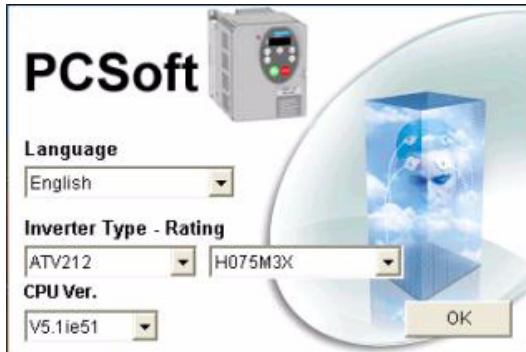 PCSoft
Language
English
Inverter Type - Rating
ATV212 H075M3X
CPU Ver.
V5.1ie51
OK